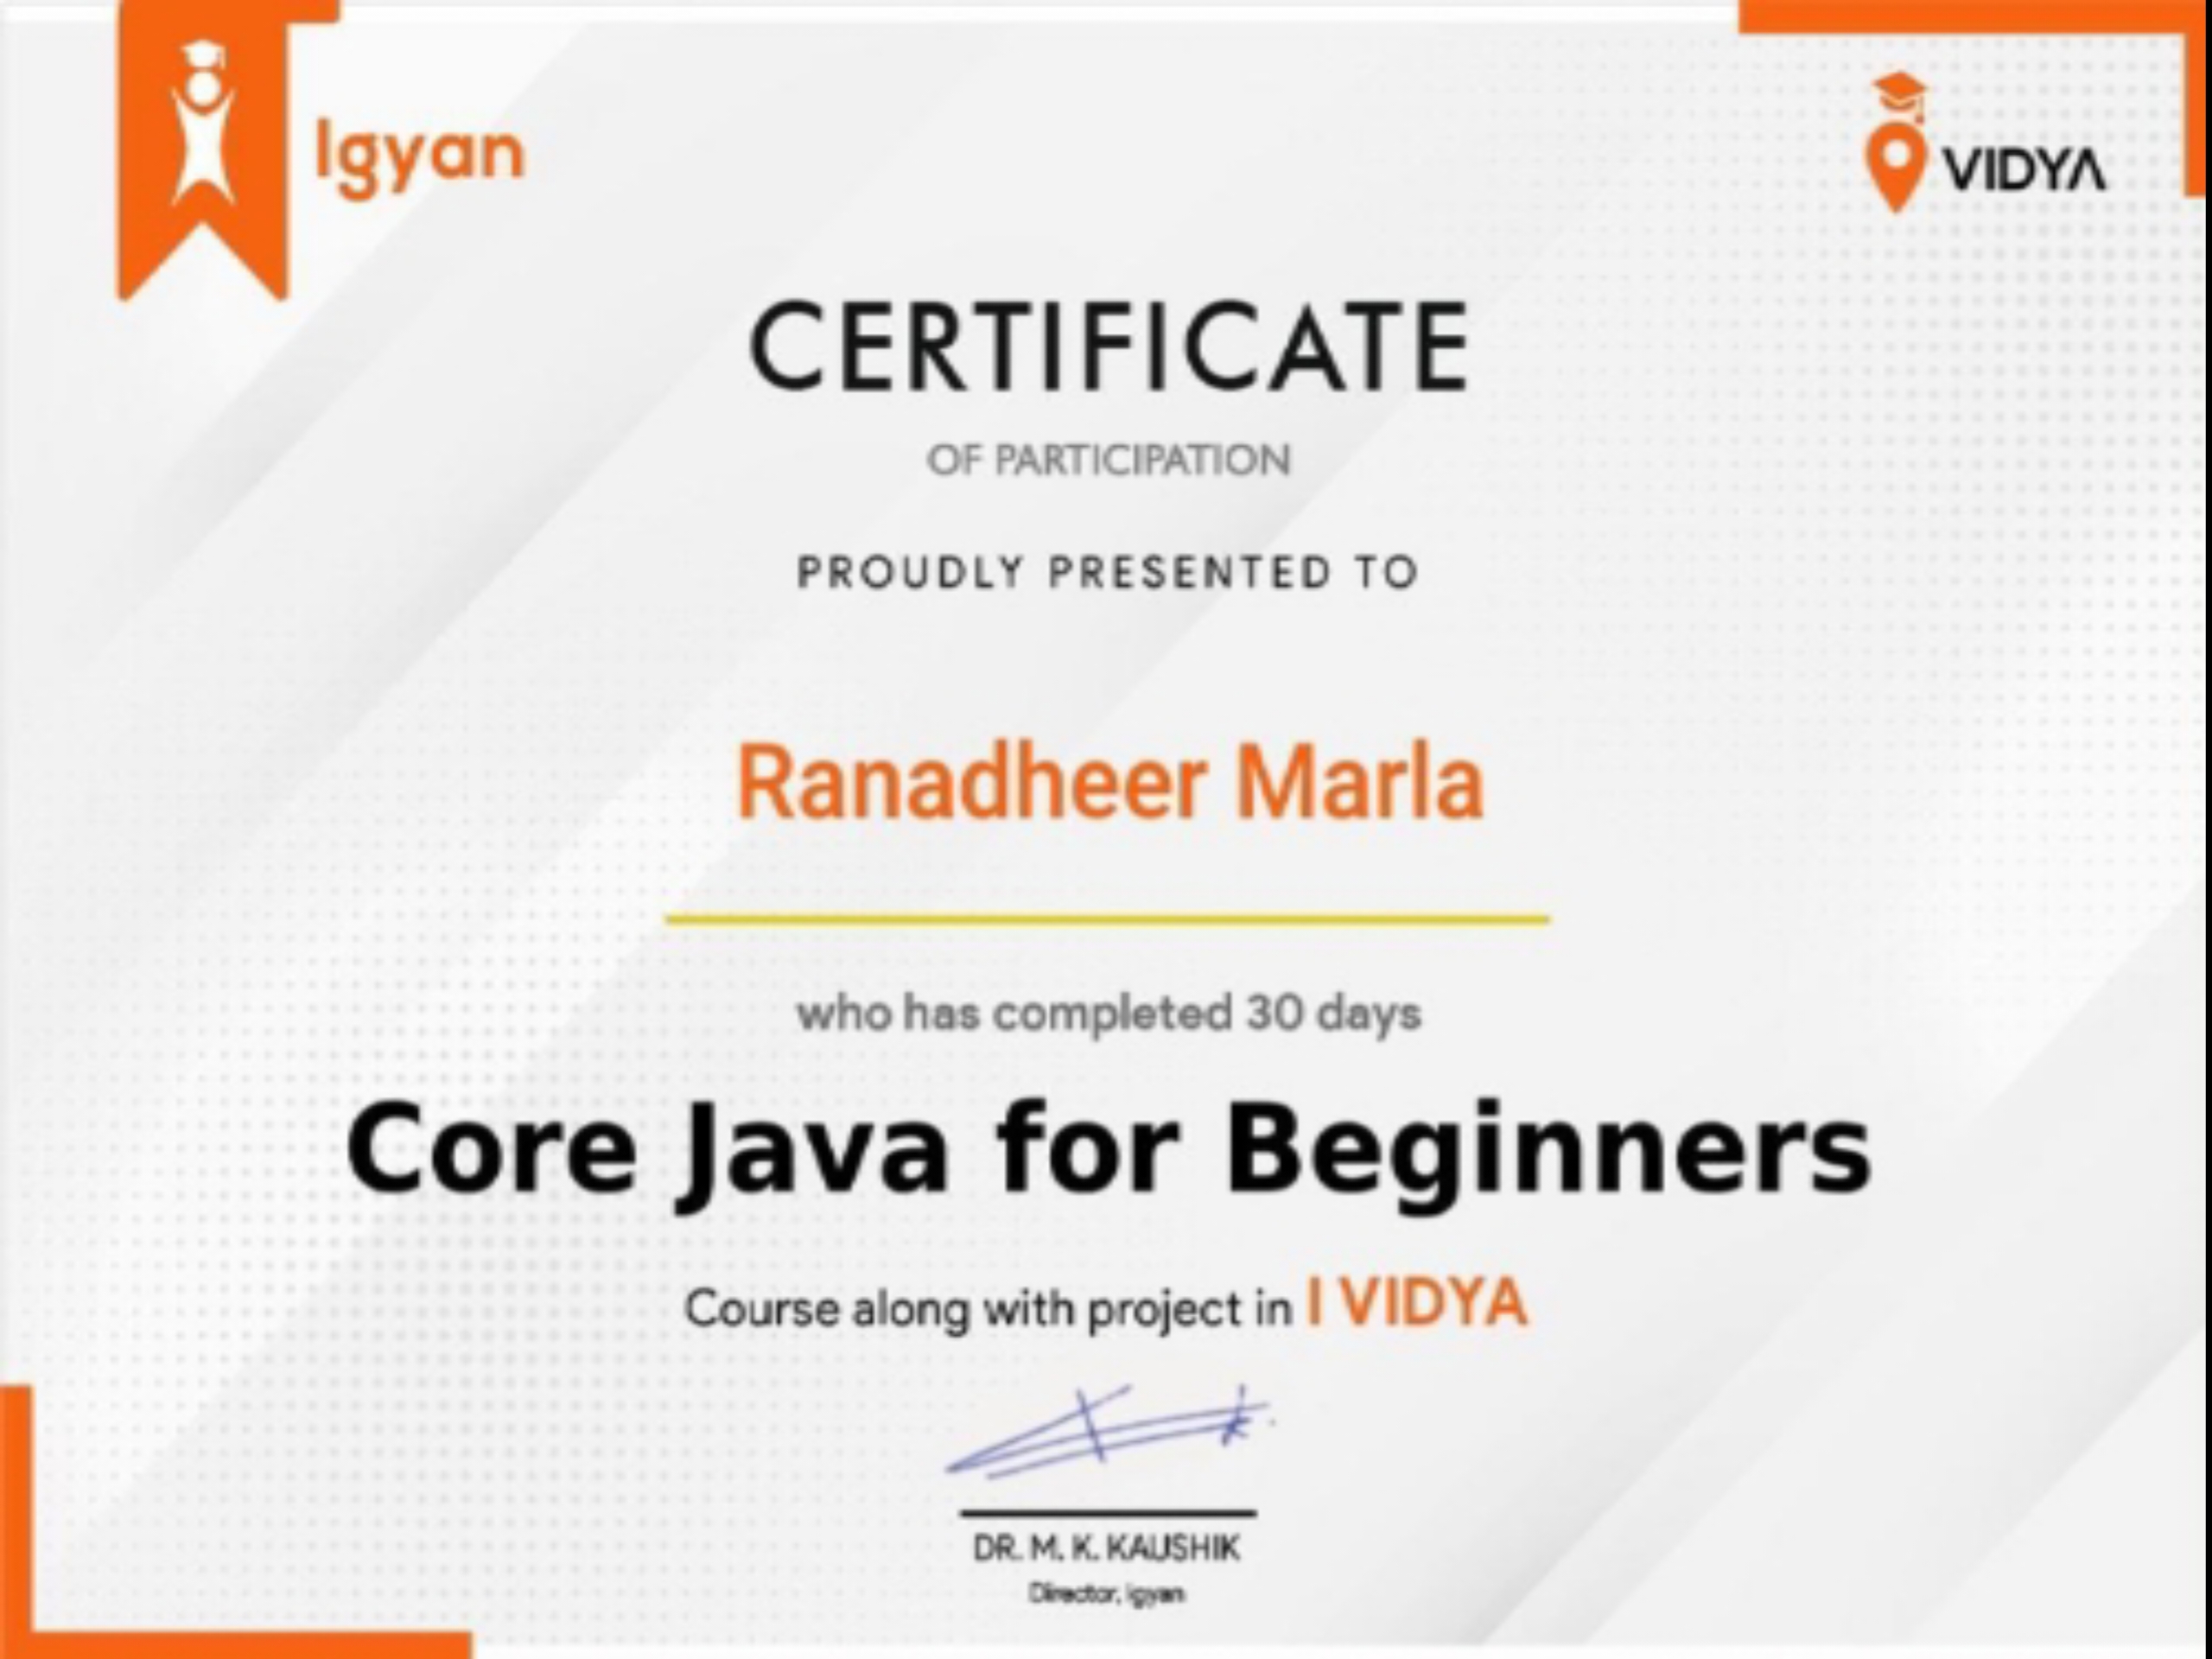 Igyan
VIDYA
CERTIFICATE
OF PARTICIPATION
PROUDLY PRESENTED TO
Ranadheer Marla
who has completed 30 days
Core Java for Beginners
Course along with project in I VIDYA
DR. M. K. KAUSHIK
Director, Igyan